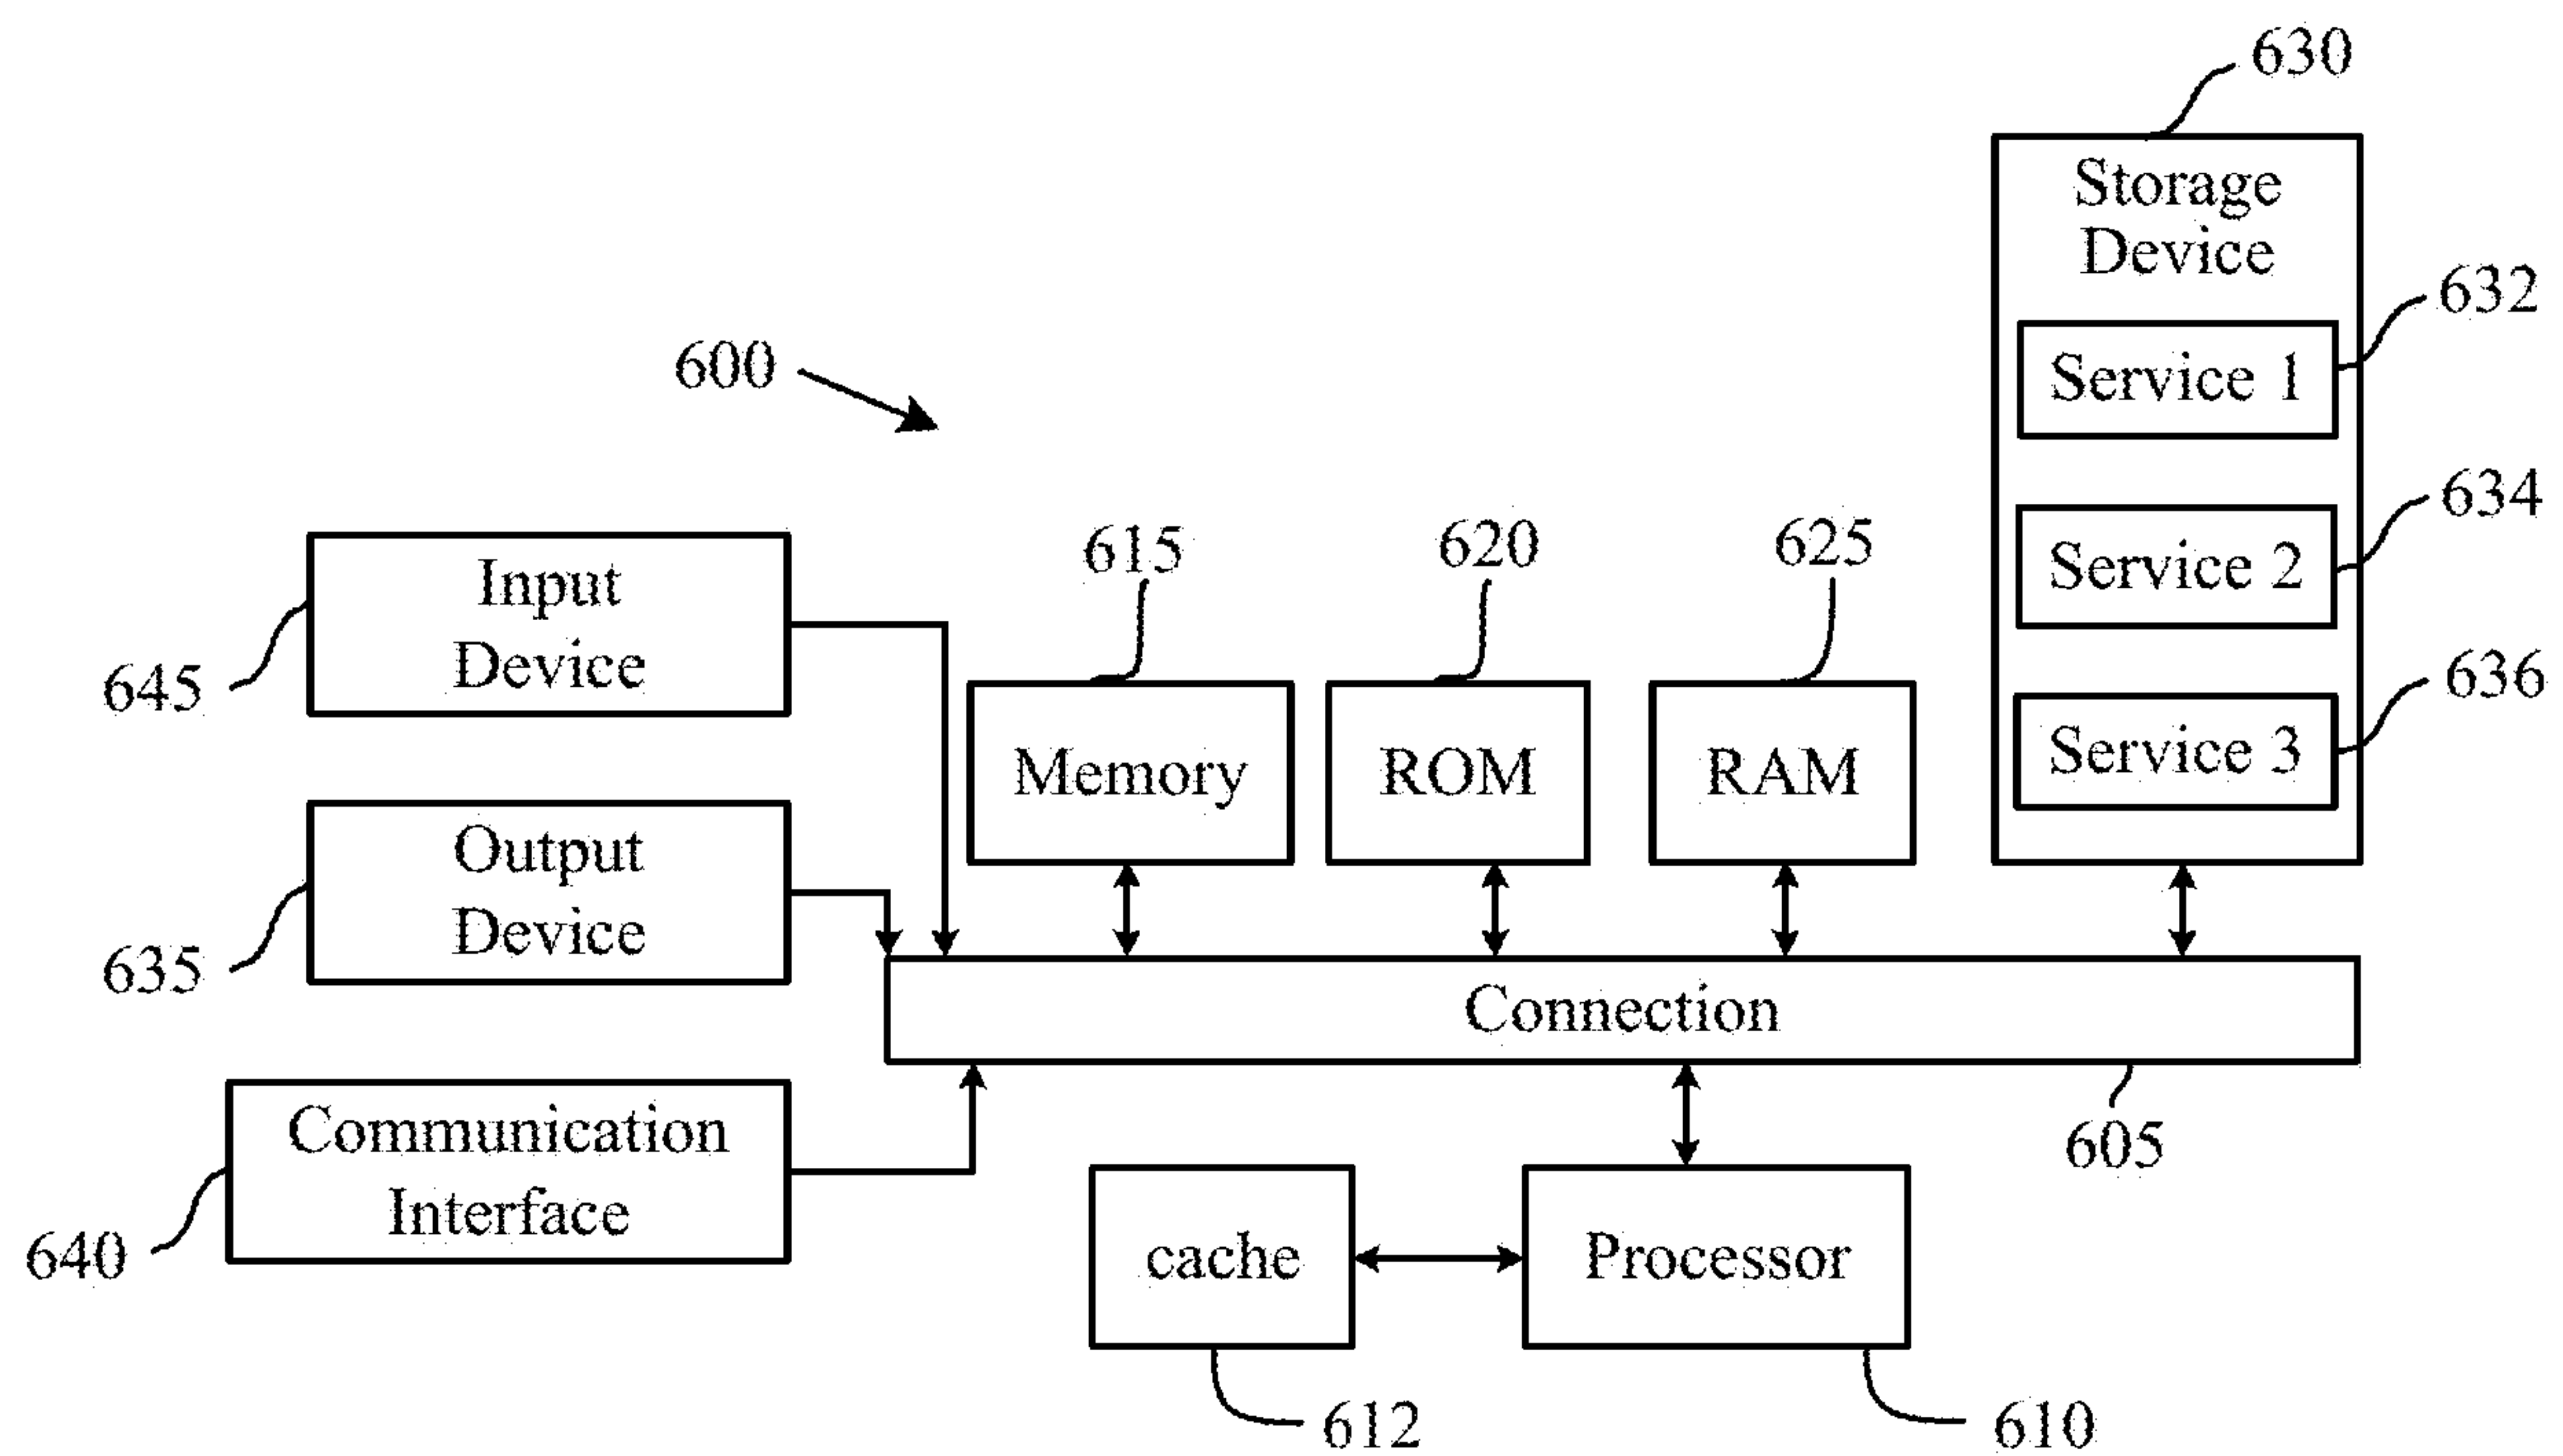 630
Storage
Device
632
Service 1
600
634
Service 2
615
620
625
Input
Device
645
636
Service 3
Memory
ROM
RAM
Output
Device
635
Connection
Communication
Interface
605
640
cache
Processor
612
610